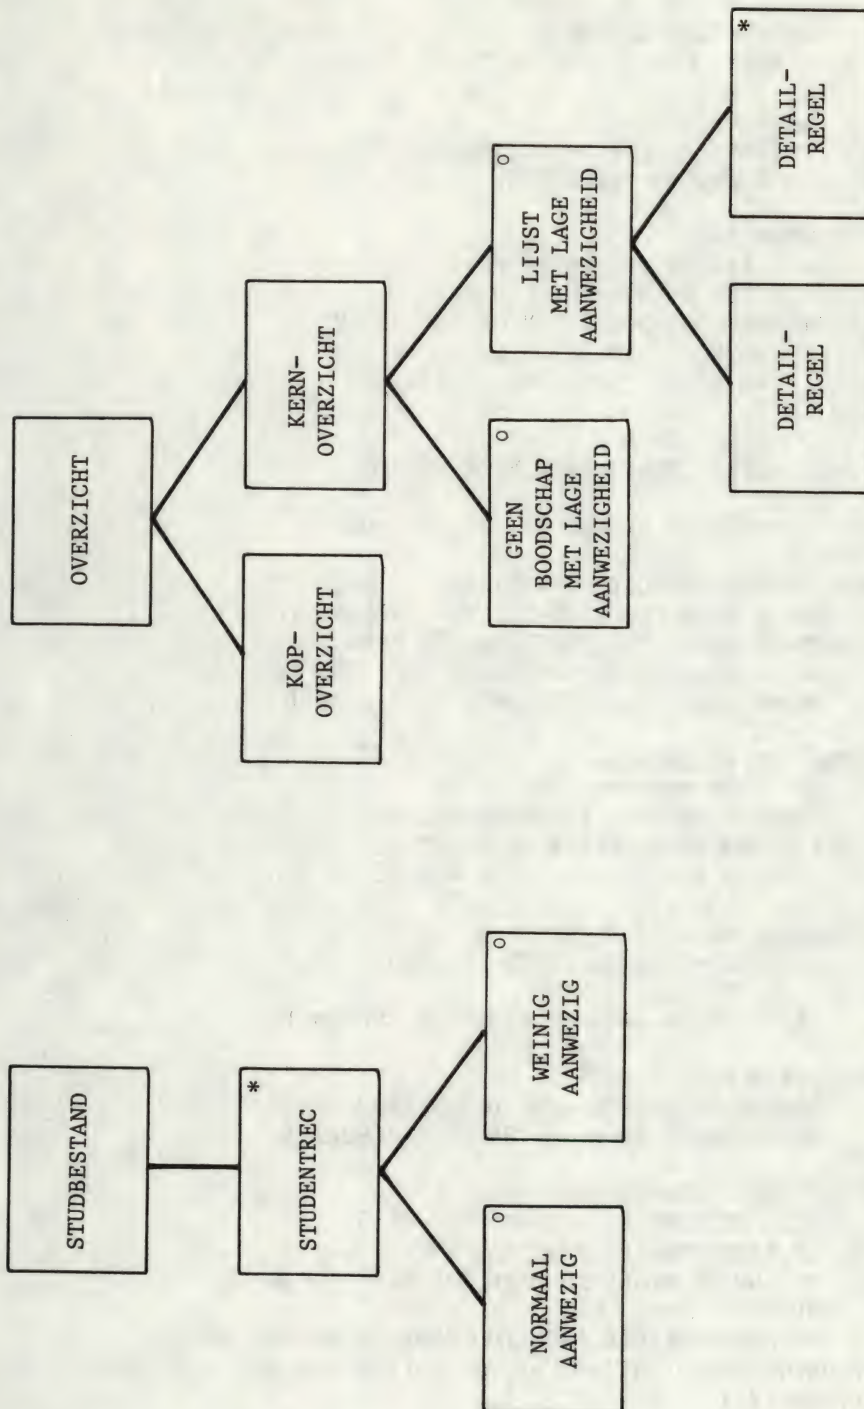 STUDBESTAND
STUDENTREC
*
NORMAAL
AANWEZIG
O
WEINIG
AANWEZIG
O
OVERZICHT
KOP-
OVERZICHT
KERN-
OVERZICHT
GEEN
BOODSCHAP
MET LAGE
AANWEZIGHEID
O
LIJST
MET LAGE
AANWEZIGHEID
O
DETAIL-
REGEL
DETAIL-
REGEL
*